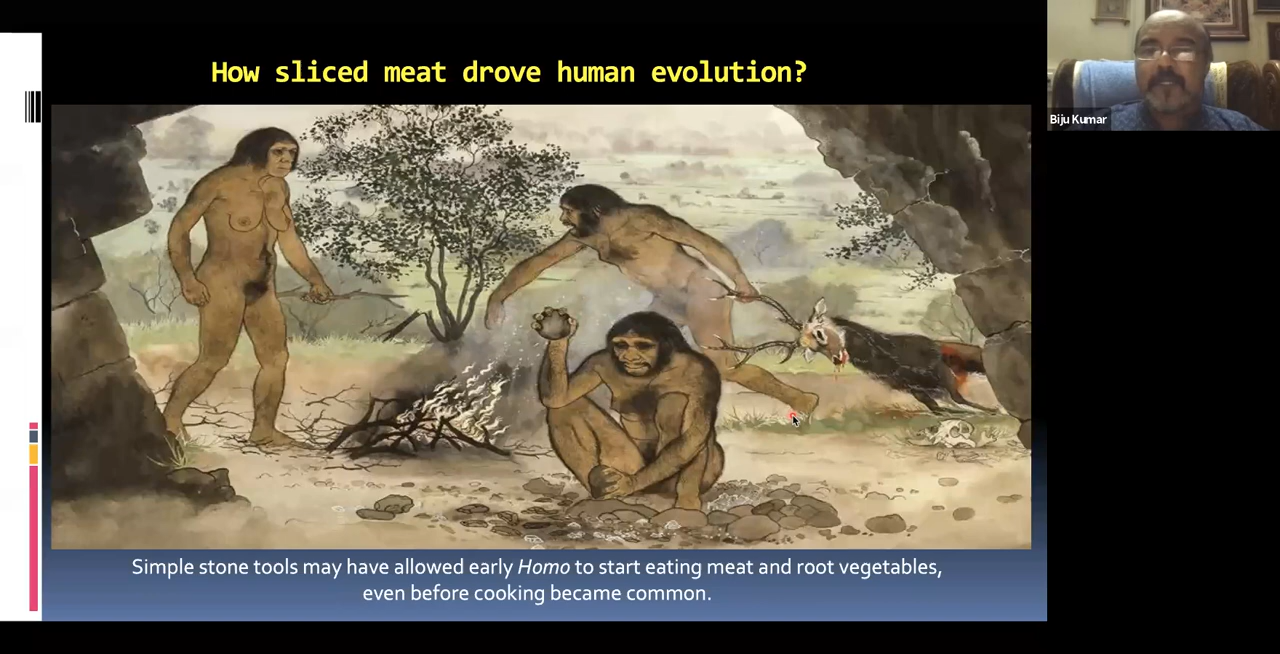 How sliced meat drove human evolution?
Biju Kumar
Simple stone tools may have allowed early Homo to start eating meat and root vegetables,
even before cooking became common.